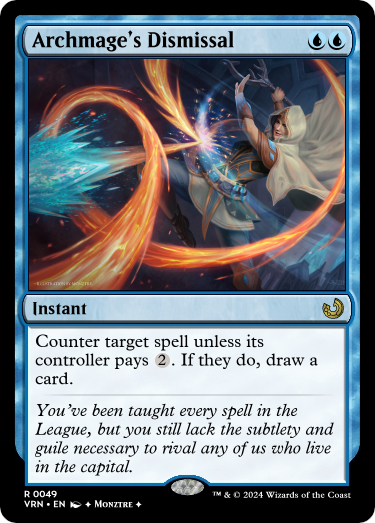 Archmage's Dismissal
Instant
Counter target spell unless its
controller pays 2. If they do, draw a
card.
You've been taught every spell in the
League, but you still lack the subtlety and
guile necessary to rival any of us who live
in the capital.
R 0049
VRN • EN ✦ Monztre ✦
™ & © 2024 Wizards of the Coast